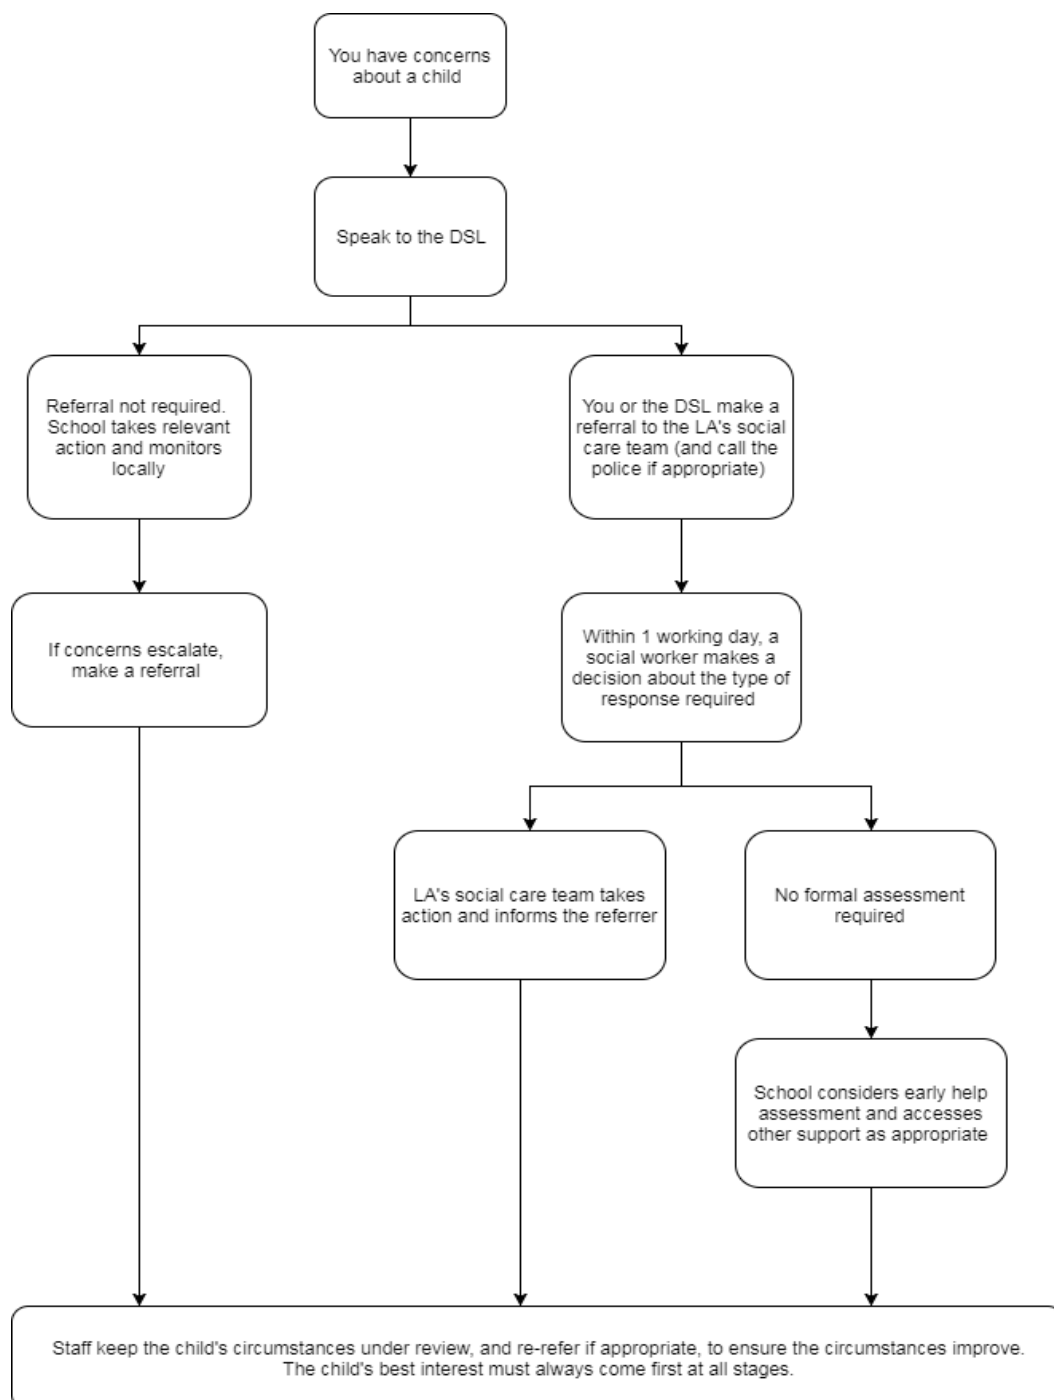 You have concerns
about a child
Speak to the DSL
Referral not required.
School takes relevant
action and monitors
locally
You or the DSL make a
referral to the LA's social
care team (and call the
police if appropriate)
If concerns escalate,
make a referral
Within 1 working day, a
social worker makes a
decision about the type of
response required
LA's social care team takes
action and informs the referrer
No formal assessment
required
School considers early help
assessment and accesses
other support as appropriate
Staff keep the child's circumstances under review, and re-refer if appropriate, to ensure the circumstances improve.
The child's best interest must always come first at all stages.